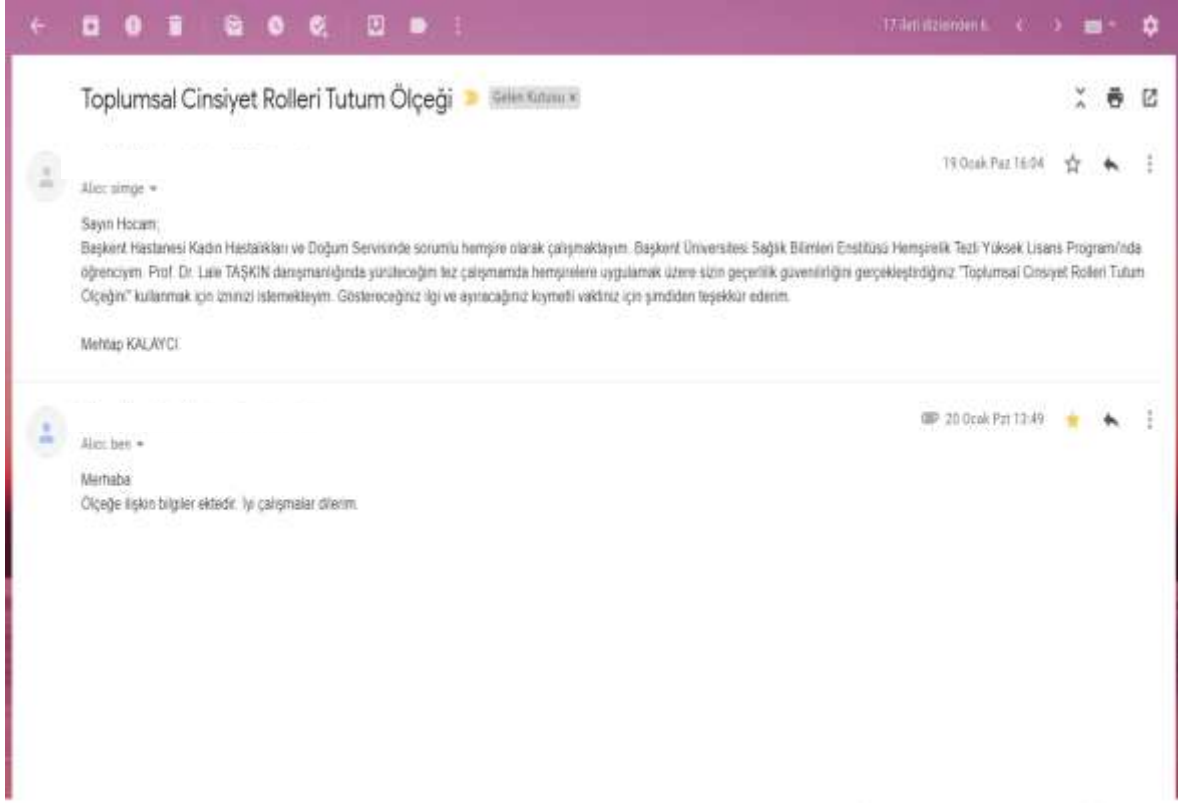 17 ileti dizisinden 6.
Toplumsal Cinsiyet Rolleri Tutum Ölçeği Gelen Kutusu x
19 Ocak Paz 16:04
Alıcı: simge
Sayın Hocam;
Başkent Hastanesi Kadın Hastalıkları ve Doğum Servisinde sorumlu hemşire olarak çalışmaktayım. Başkent Üniversitesi Sağlık Bilimleri Enstitüsü Hemşirelik Tezli Yüksek Lisans Programı'nda
öğrenciyim. Prof. Dr. Lale TAŞKIN danışmanlığında yürüteceğim tez çalışmamda hemşirelere uygulamak üzere sizin geçerlilik güvenilirliğini gerçekleştirdiğiniz "Toplumsal Cinsiyet Rolleri Tutum
Ölçeğini" kullanmak için izninizi istemekteyim. Göstereceğiniz ilgi ve ayıracağınız kıymetli vaktiniz için şimdiden teşekkür ederim.
Mehtap KALAYCI
20 Ocak Pzt 13:49
Alıcı: ben
Merhaba
Ölçeğe ilişkin bilgiler ektedir. İyi çalışmalar dilerim.